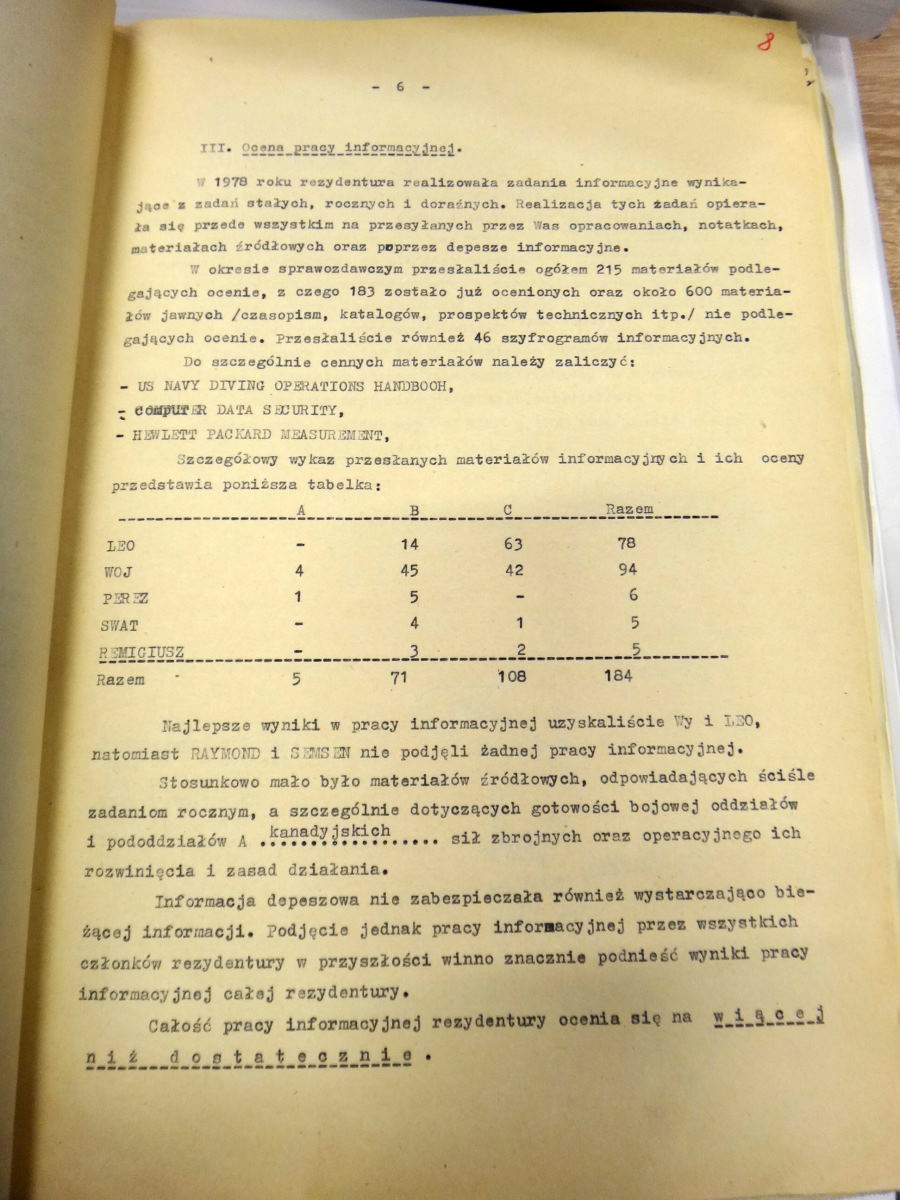 8
- 6 -
III. Ocena pracy informacyjnej.
W 1978 roku rezydentura realizowała zadania informacyjne wynika-
jące z zadań stałych, rocznych i doraźnych. Realizacja tych żadań opiera-
ła się przede wszystkim na przesyłanych przez Was opracowaniach, notatkach,
materiałach źródłowych oraz poprzez depesze informacyjne.
W okresie sprawozdawczym przesłaliście ogółem 215 materiałów podle-
gających ocenie, z czego 183 zostało już ocenionych oraz około 600 materia-
łów jawnych /czasopism, katalogów, prospektów technicznych itp./ nie podle-
gających ocenie. Przesłaliście również 46 szyfrogramów informacyjnych.
Do szczególnie cennych materiałów należy zaliczyć:
- US NAVY DIVING OPERATIONS HANDBOOH,
- COMPUTER DATA SECURITY,
- HEWLETT PACKARD MEASUREMENT,
Szczegółowy wykaz przesłanych materiałów informacyjnych i ich oceny
przedstawia poniższa tabelka:
A B C Razem
LEO - 14 63 78
WOJ 4 45 42 94
PEREZ 1 5 - 6
SWAT - 4 1 5
REMIGIUSZ - 3 2 5
Razem - 5 71 108 184
Najlepsze wyniki w pracy informacyjnej uzyskaliście Wy i LEO,
natomiast RAYMOND i SEMSEN nie podjęli żadnej pracy informacyjnej.
Stosunkowo mało było materiałów źródłowych, odpowiadających ściśle
zadaniom rocznym, a szczególnie dotyczących gotowości bojowej oddziałów
i pododdziałów A kanadyjskich sił zbrojnych oraz operacyjnego ich
rozwinięcia i zasad działania.
Informacja depeszowa nie zabezpieczała również wystarczająco bie-
żącej informacji. Podjęcie jednak pracy informacyjnej przez wszystkich
członków rezydentury w przyszłości winno znacznie podnieść wyniki pracy
informacyjnej całej rezydentury.
Całość pracy informacyjnej rezydentury ocenia się na w i ą c e j
n i ż d o s t a t e c z n i e .